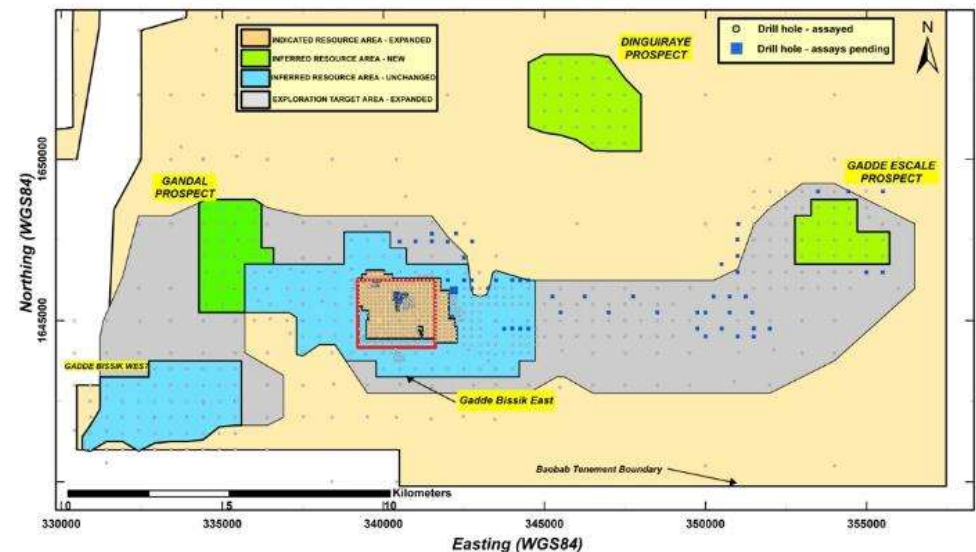 INDICATED RESOURCE AREA - EXPANDED
INFERRED RESOURCE AREA - NEW
INFERRED RESOURCE AREA - UNCHANGED
EXPLORATION TARGET AREA - EXPANDED
DINGUIRAYE
PROSPECT
Drill hole - assayed
Drill hole - assays pending
N
GANDAL
PROSPECT
GADDE ESCALE
PROSPECT
1650000
Northing (WGS84)
1645000
GADDE BISSIK WEST
Gadde Bissik East
Baobab Tenement Boundary
Kilometers
0
10
330000
335000
340000
345000
350000
355000
Easting (WGS84)